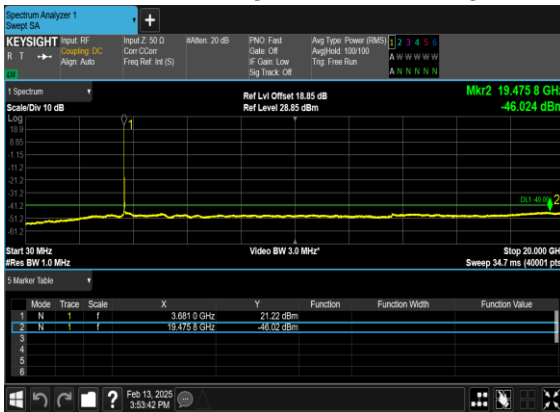 Spectrum Analyzer 1
Swept SA
KEYSIGHT Input: RF Input Z: 50 Ω #Atten: 20 dB PNO: Fast Avg Type: Power (RMS) 1 2 3 4 5 6
R T Coupling: DC Corr CCorr Gate: Off Avg|Hold: 100/100 A W W W W W
Align: Auto Freq Ref: Int (S) IF Gain: Low Trig: Free Run
Sig Track: Off A N N N N N
1 Spectrum Ref Lvl Offset 18.85 dB Mkr2 19.475 8 GHz
Scale/Div 10 dB Ref Level 28.85 dBm -46.024 dBm
Log
18.9
8.85
-1.15
-11.2
-21.2
-31.2
-41.2
-51.2
-61.2
1
2
Start 30 MHz Video BW 3.0 MHz* Stop 20.000 GH
#Res BW 1.0 MHz Sweep 34.7 ms (40001 pts
5 Marker Table
Mode Trace Scale X Y Function Function Width Function Value
1 N 1 f 3.681 0 GHz 21.22 dBm
2 N 1 f 19.475 8 GHz -46.02 dBm
3
4
5
6
? Feb 13, 2025
3:53:42 PM